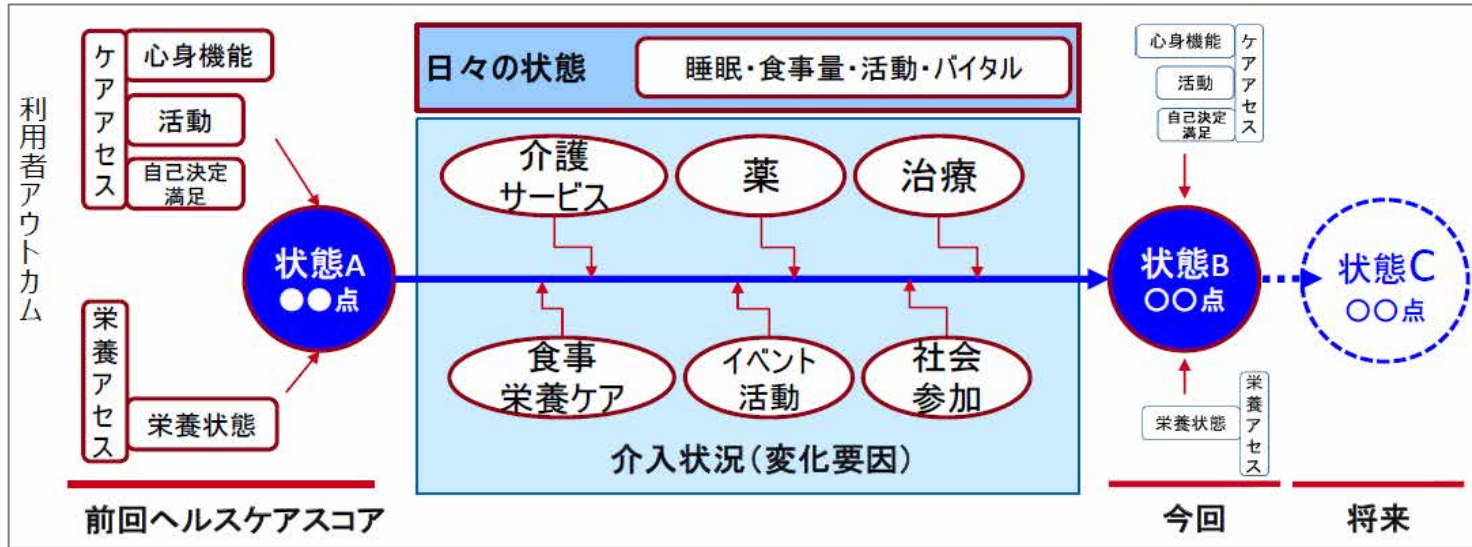 利用者アウトカム
ケアアセス
心身機能
活動
自己決定
満足
栄養アセス
栄養状態
状態A
●●点
前回ヘルスケアスコア
日々の状態
睡眠・食事量・活動・バイタル
介護
サービス
薬
治療
食事
栄養ケア
イベント
活動
社会
参加
介入状況(変化要因)
心身機能
活動
自己決定
満足
ケアアセス
状態B
○○点
栄養状態
栄養アセス
今回
状態C
○○点
将来